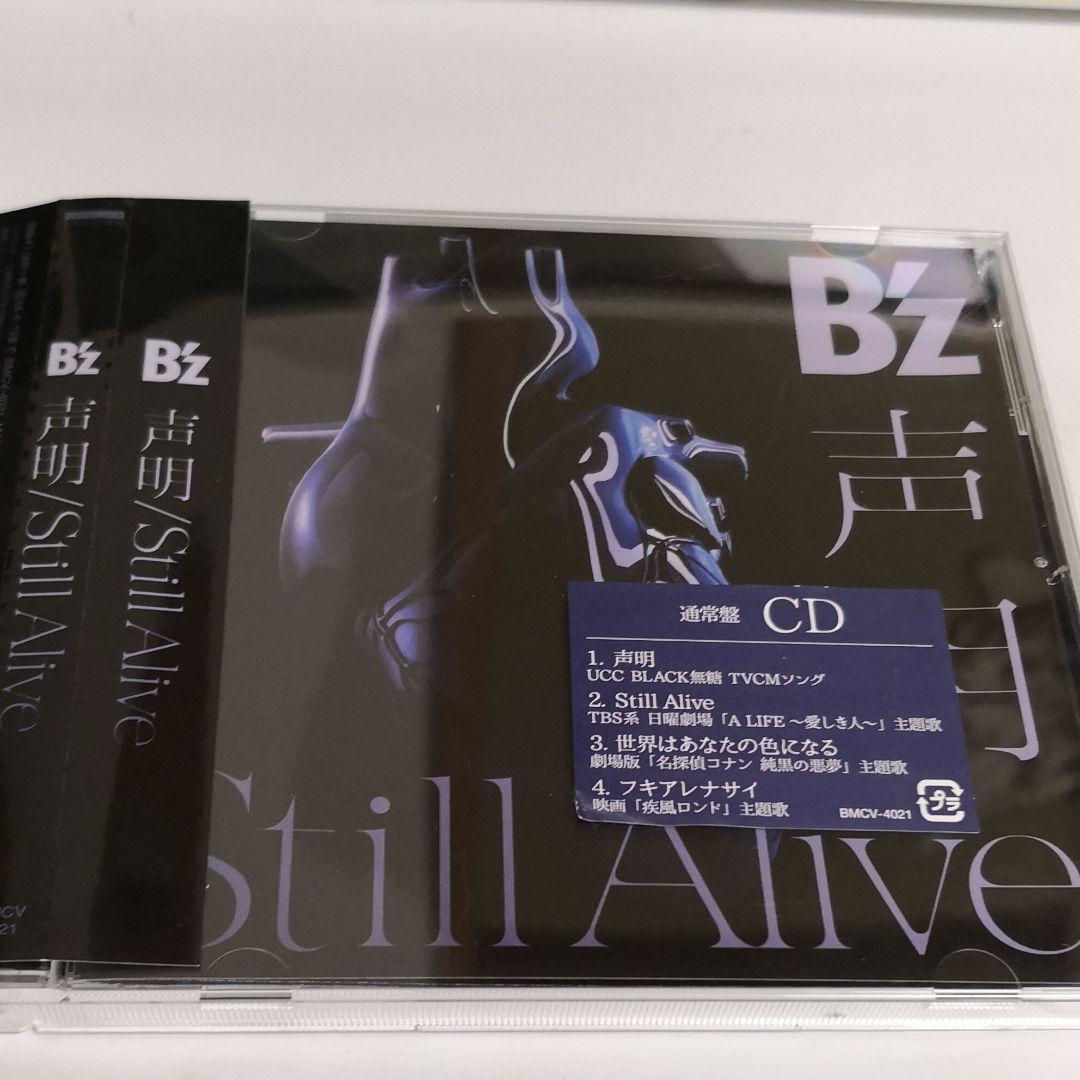 B'z
声明/Still Alive
B'z
声明/Still Alive
BMCV-4021
B'z
声明
Still Alive
通常盤 CD
1. 声明
UCC BLACK無糖 TVCMソング
2. Still Alive
TBS系 日曜劇場「A LIFE ～愛しき人～」主題歌
3. 世界はあなたの色になる
劇場版「名探偵コナン 純黒の悪夢」主題歌
4. フキアレナサイ
映画「疾風ロンド」主題歌
プラ
BMCV-4021